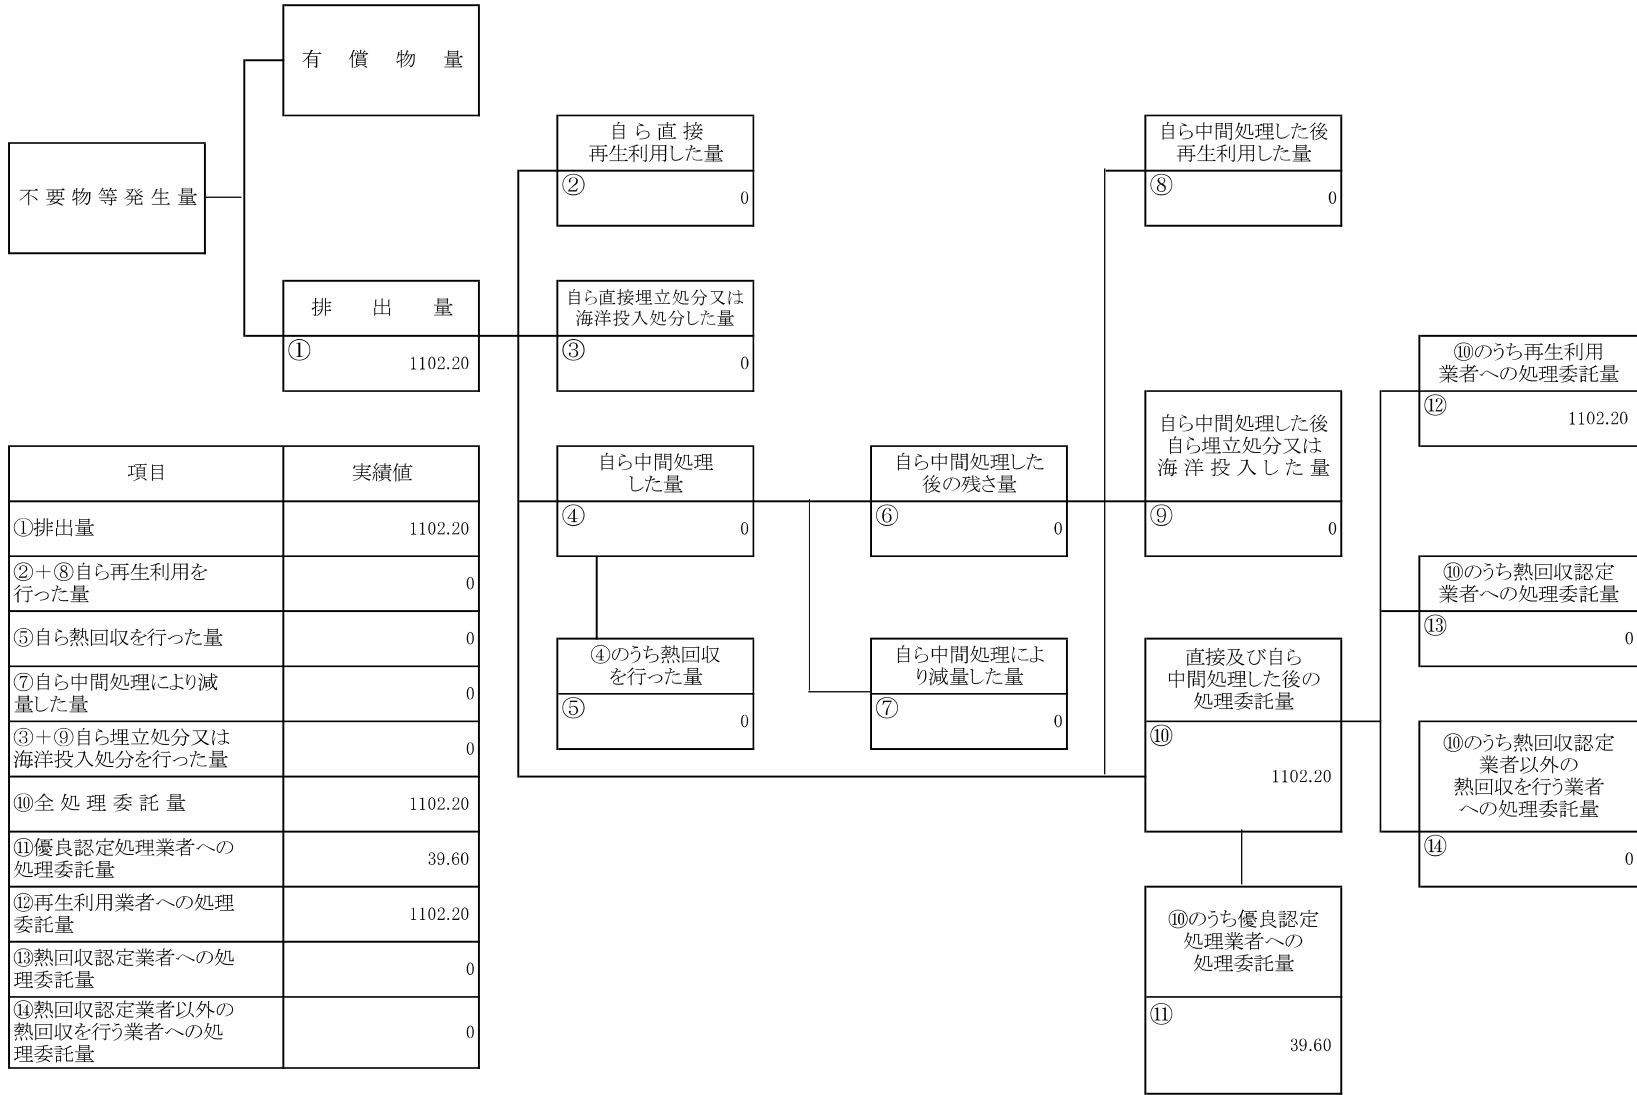 有 償 物 量
不 要 物 等 発 生 量
自 ら 直 接
再生利用した量
②
0
自ら中間処理した後
再生利用した量
⑧
0
排 出 量
①
1102.20
自ら直接埋立処分又は
海洋投入処分した量
③
0
⑩のうち再生利用
業者への処理委託量
⑫
1102.20
自ら中間処理
した量
④
0
自ら中間処理した
後の残さ量
⑥
0
自ら中間処理した後
自ら埋立処分又は
海 洋 投 入 し た 量
⑨
0
⑩のうち熱回収認定
業者への処理委託量
⑬
0
④のうち熱回収
を行った量
⑤
0
自ら中間処理によ
り減量した量
⑦
0
直接及び自ら
中間処理した後の
処理委託量
⑩
1102.20
⑩のうち熱回収認定
業者以外の
熱回収を行う業者
への処理委託量
⑭
0
⑩のうち優良認定
処理業者への
処理委託量
⑪
39.60
項目 実績値
①排出量 1102.20
②＋⑧自ら再生利用を
行った量 0
⑤自ら熱回収を行った量 0
⑦自ら中間処理により減
量した量 0
③＋⑨自ら埋立処分又は
海洋投入処分を行った量 0
⑩全 処 理 委 託 量 1102.20
⑪優良認定処理業者への
処理委託量 39.60
⑫再生利用業者への処理
委託量 1102.20
⑬熱回収認定業者への処
理委託量 0
⑭熱回収認定業者以外の
熱回収を行う業者への処
理委託量 0